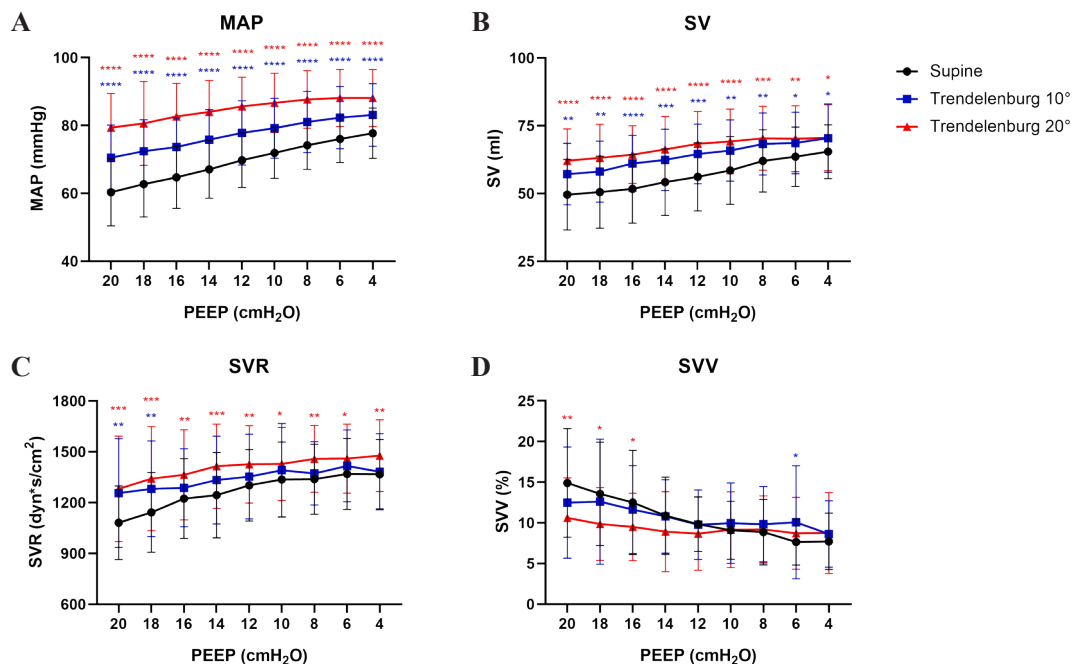 A
MAP
**** **** **** **** **** **** **** **** ****
**** **** **** **** **** **** **** **** ****
100
80
60
40
MAP (mmHg)
20 18 16 14 12 10 8 6 4
PEEP (cmH₂O)
B
SV
**** **** **** **** **** **** *** ** *
** ** **** *** *** ** ** * *
100
75
50
25
SV (ml)
20 18 16 14 12 10 8 6 4
PEEP (cmH₂O)
Supine
Trendelenburg 10°
Trendelenburg 20°
C
SVR
*** *** ** *** ** * ** * **
** **
1800
1500
1200
900
600
SVR (dyn*s/cm²)
20 18 16 14 12 10 8 6 4
PEEP (cmH₂O)
D
SVV
** * * *
25
20
15
10
5
0
SVV (%)
20 18 16 14 12 10 8 6 4
PEEP (cmH₂O)